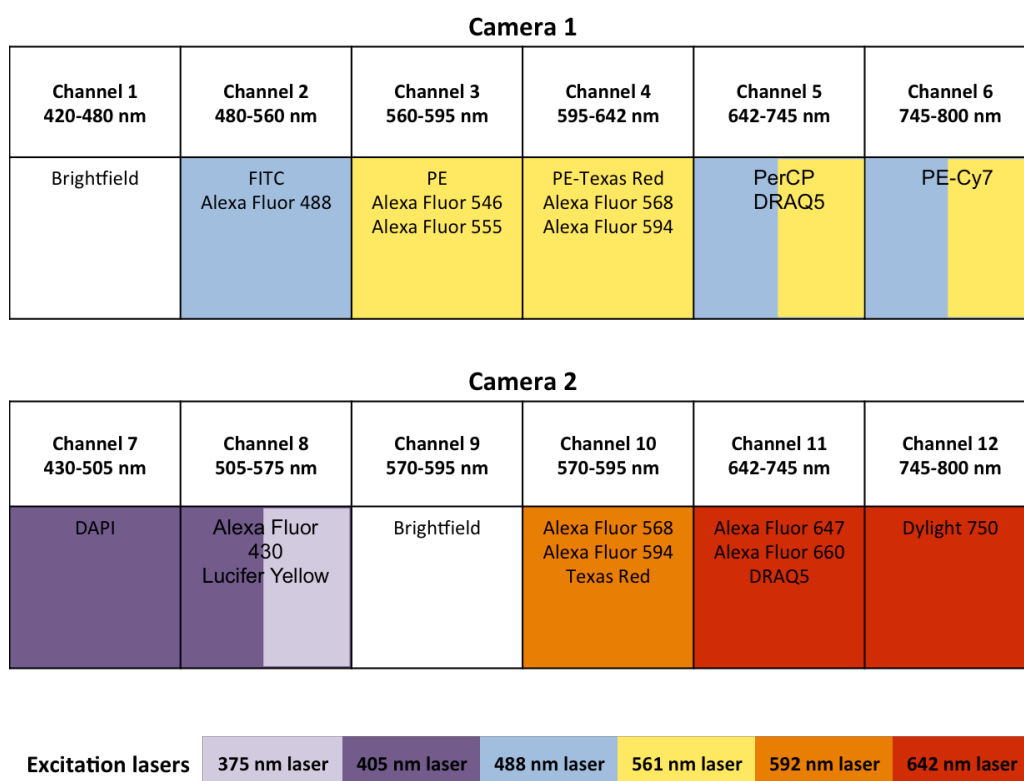 Camera 1
Channel 1
420-480 nm
Channel 2
480-560 nm
Channel 3
560-595 nm
Channel 4
595-642 nm
Channel 5
642-745 nm
Channel 6
745-800 nm
Brightfield
FITC
Alexa Fluor 488
PE
Alexa Fluor 546
Alexa Fluor 555
PE-Texas Red
Alexa Fluor 568
Alexa Fluor 594
PerCP
DRAQ5
PE-Cy7
Camera 2
Channel 7
430-505 nm
Channel 8
505-575 nm
Channel 9
570-595 nm
Channel 10
570-595 nm
Channel 11
642-745 nm
Channel 12
745-800 nm
DAPI
Alexa Fluor
430
Lucifer Yellow
Brightfield
Alexa Fluor 568
Alexa Fluor 594
Texas Red
Alexa Fluor 647
Alexa Fluor 660
DRAQ5
Dylight 750
Excitation lasers
375 nm laser
405 nm laser
488 nm laser
561 nm laser
592 nm laser
642 nm laser